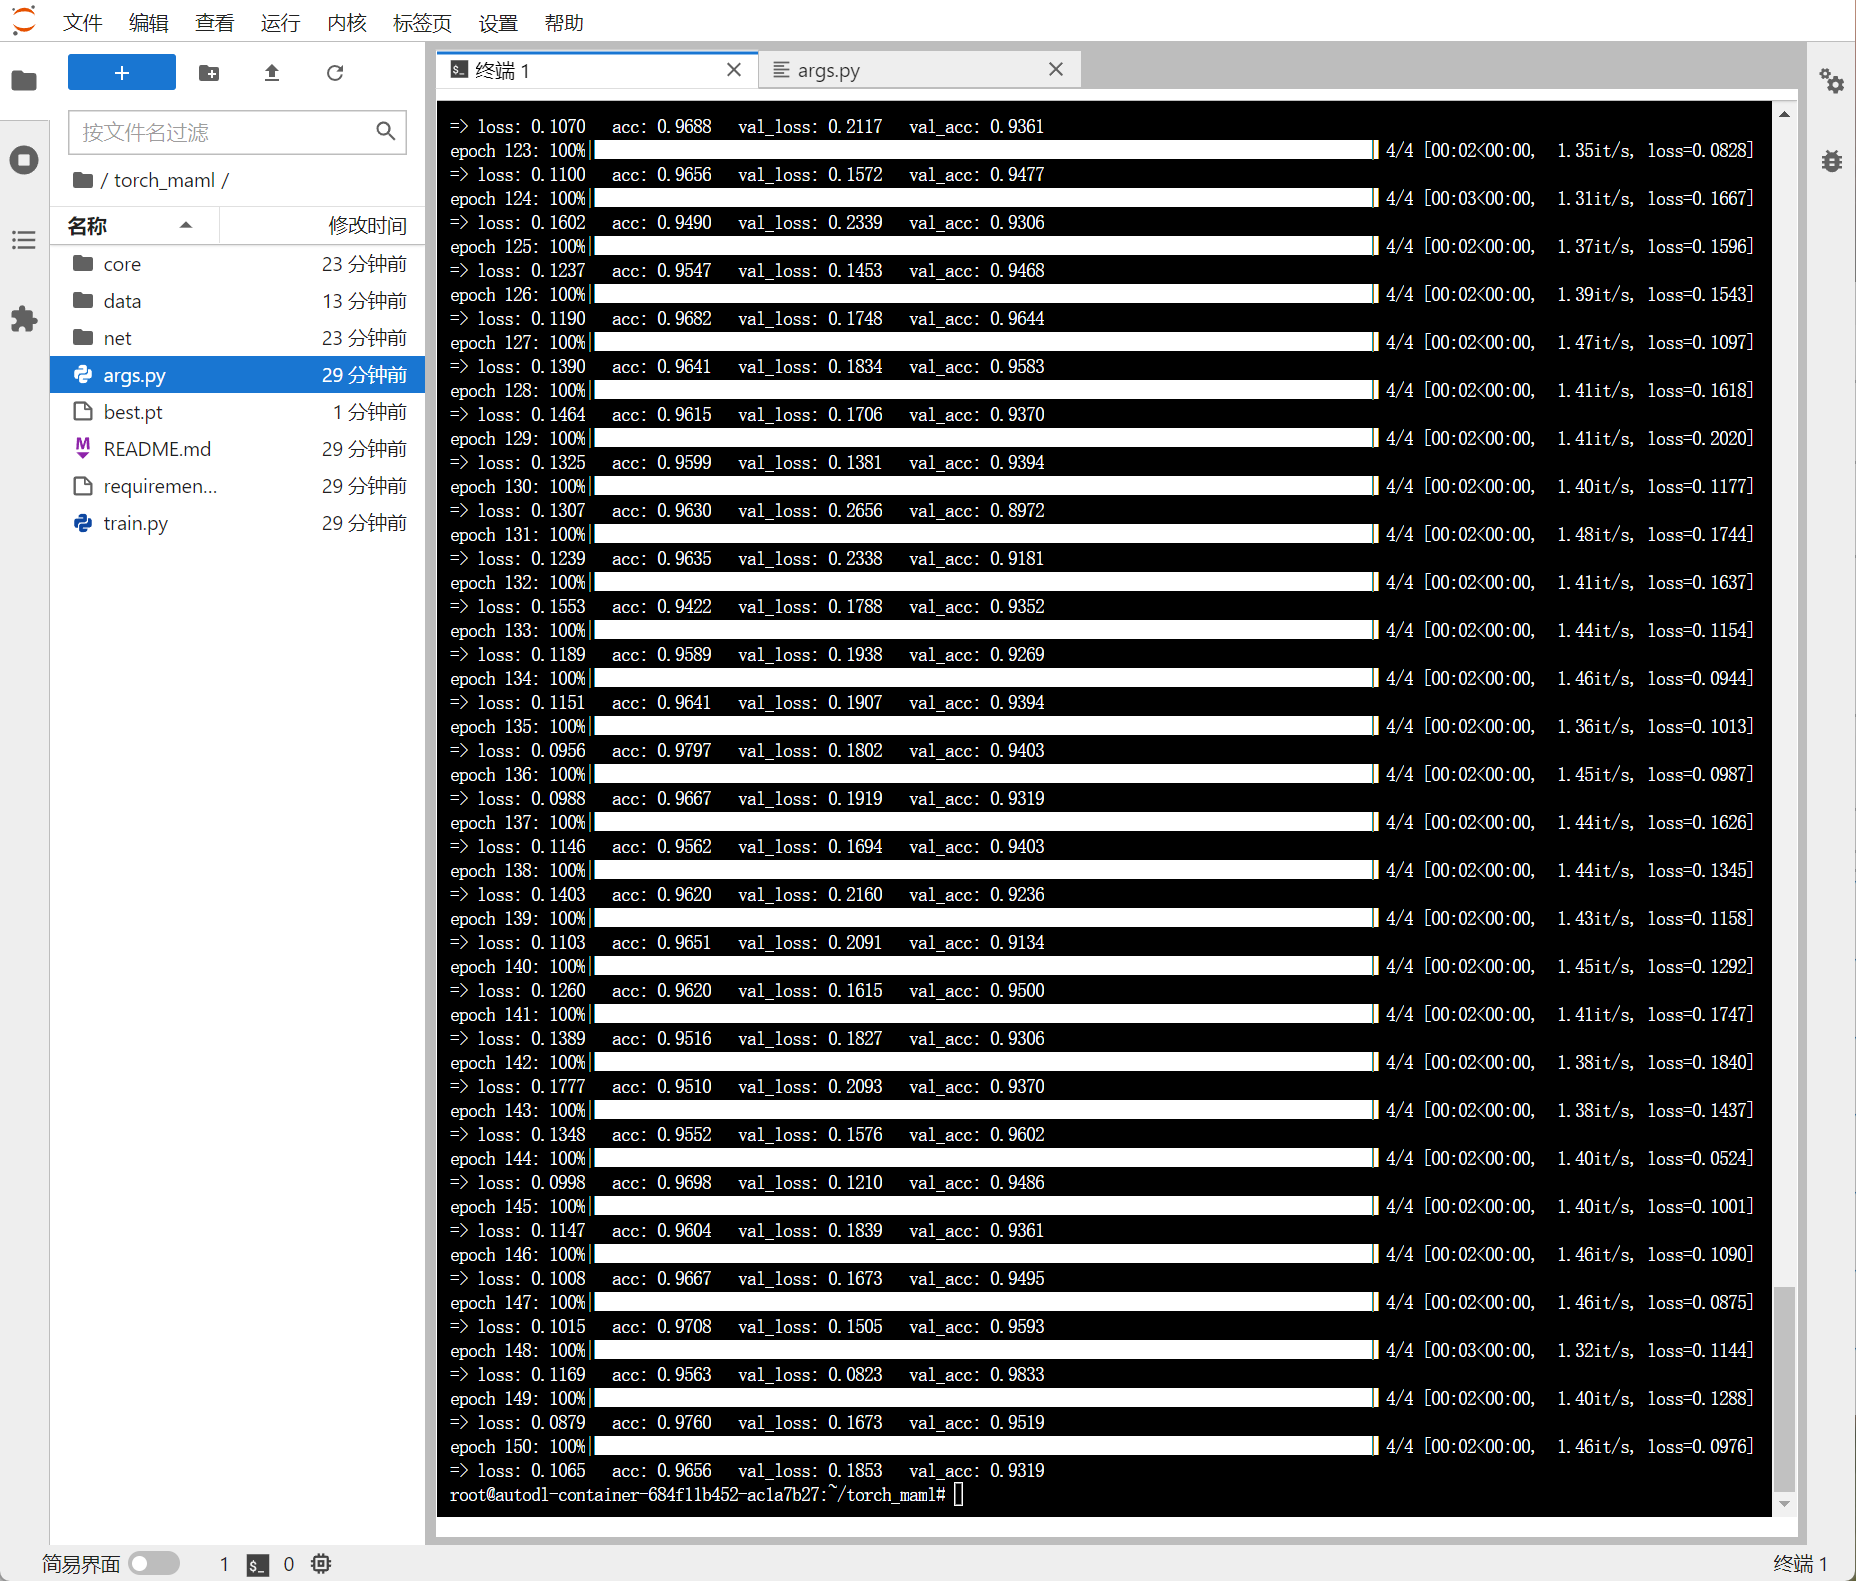 文件 编辑 查看 运行 内核 标签页 设置 帮助
按文件名过滤
/ torch_maml /
名称 修改时间
core 23 分钟前
data 13 分钟前
net 23 分钟前
args.py 29 分钟前
best.pt 1 分钟前
README.md 29 分钟前
requiremen... 29 分钟前
train.py 29 分钟前
终端 1 args.py
=> loss: 0.1070 acc: 0.9688 val_loss: 0.2117 val_acc: 0.9361
epoch 123: 100%| | 4/4 [00:02<00:00, 1.35it/s, loss=0.0828]
=> loss: 0.1100 acc: 0.9656 val_loss: 0.1572 val_acc: 0.9477
epoch 124: 100%| | 4/4 [00:03<00:00, 1.31it/s, loss=0.1667]
=> loss: 0.1602 acc: 0.9490 val_loss: 0.2339 val_acc: 0.9306
epoch 125: 100%| | 4/4 [00:02<00:00, 1.37it/s, loss=0.1596]
=> loss: 0.1237 acc: 0.9547 val_loss: 0.1453 val_acc: 0.9468
epoch 126: 100%| | 4/4 [00:02<00:00, 1.39it/s, loss=0.1543]
=> loss: 0.1190 acc: 0.9682 val_loss: 0.1748 val_acc: 0.9644
epoch 127: 100%| | 4/4 [00:02<00:00, 1.47it/s, loss=0.1097]
=> loss: 0.1390 acc: 0.9641 val_loss: 0.1834 val_acc: 0.9583
epoch 128: 100%| | 4/4 [00:02<00:00, 1.41it/s, loss=0.1618]
=> loss: 0.1464 acc: 0.9615 val_loss: 0.1706 val_acc: 0.9370
epoch 129: 100%| | 4/4 [00:02<00:00, 1.41it/s, loss=0.2020]
=> loss: 0.1325 acc: 0.9599 val_loss: 0.1381 val_acc: 0.9394
epoch 130: 100%| | 4/4 [00:02<00:00, 1.40it/s, loss=0.1177]
=> loss: 0.1307 acc: 0.9630 val_loss: 0.2656 val_acc: 0.8972
epoch 131: 100%| | 4/4 [00:02<00:00, 1.48it/s, loss=0.1744]
=> loss: 0.1239 acc: 0.9635 val_loss: 0.2338 val_acc: 0.9181
epoch 132: 100%| | 4/4 [00:02<00:00, 1.41it/s, loss=0.1637]
=> loss: 0.1553 acc: 0.9422 val_loss: 0.1788 val_acc: 0.9352
epoch 133: 100%| | 4/4 [00:02<00:00, 1.44it/s, loss=0.1154]
=> loss: 0.1189 acc: 0.9589 val_loss: 0.1938 val_acc: 0.9269
epoch 134: 100%| | 4/4 [00:02<00:00, 1.46it/s, loss=0.0944]
=> loss: 0.1151 acc: 0.9641 val_loss: 0.1907 val_acc: 0.9394
epoch 135: 100%| | 4/4 [00:02<00:00, 1.36it/s, loss=0.1013]
=> loss: 0.0956 acc: 0.9797 val_loss: 0.1802 val_acc: 0.9403
epoch 136: 100%| | 4/4 [00:02<00:00, 1.45it/s, loss=0.0987]
=> loss: 0.0988 acc: 0.9667 val_loss: 0.1919 val_acc: 0.9319
epoch 137: 100%| | 4/4 [00:02<00:00, 1.44it/s, loss=0.1626]
=> loss: 0.1146 acc: 0.9562 val_loss: 0.1694 val_acc: 0.9403
epoch 138: 100%| | 4/4 [00:02<00:00, 1.44it/s, loss=0.1345]
=> loss: 0.1403 acc: 0.9620 val_loss: 0.2160 val_acc: 0.9236
epoch 139: 100%| | 4/4 [00:02<00:00, 1.43it/s, loss=0.1158]
=> loss: 0.1103 acc: 0.9651 val_loss: 0.2091 val_acc: 0.9134
epoch 140: 100%| | 4/4 [00:02<00:00, 1.45it/s, loss=0.1292]
=> loss: 0.1260 acc: 0.9620 val_loss: 0.1615 val_acc: 0.9500
epoch 141: 100%| | 4/4 [00:02<00:00, 1.41it/s, loss=0.1747]
=> loss: 0.1389 acc: 0.9516 val_loss: 0.1827 val_acc: 0.9306
epoch 142: 100%| | 4/4 [00:02<00:00, 1.38it/s, loss=0.1840]
=> loss: 0.1777 acc: 0.9510 val_loss: 0.2093 val_acc: 0.9370
epoch 143: 100%| | 4/4 [00:02<00:00, 1.38it/s, loss=0.1437]
=> loss: 0.1348 acc: 0.9552 val_loss: 0.1576 val_acc: 0.9602
epoch 144: 100%| | 4/4 [00:02<00:00, 1.40it/s, loss=0.0524]
=> loss: 0.0998 acc: 0.9698 val_loss: 0.1210 val_acc: 0.9486
epoch 145: 100%| | 4/4 [00:02<00:00, 1.40it/s, loss=0.1001]
=> loss: 0.1147 acc: 0.9604 val_loss: 0.1839 val_acc: 0.9361
epoch 146: 100%| | 4/4 [00:02<00:00, 1.46it/s, loss=0.1090]
=> loss: 0.1008 acc: 0.9667 val_loss: 0.1673 val_acc: 0.9495
epoch 147: 100%| | 4/4 [00:02<00:00, 1.46it/s, loss=0.0875]
=> loss: 0.1015 acc: 0.9708 val_loss: 0.1505 val_acc: 0.9593
epoch 148: 100%| | 4/4 [00:03<00:00, 1.32it/s, loss=0.1144]
=> loss: 0.1169 acc: 0.9563 val_loss: 0.0823 val_acc: 0.9833
epoch 149: 100%| | 4/4 [00:02<00:00, 1.40it/s, loss=0.1288]
=> loss: 0.0879 acc: 0.9760 val_loss: 0.1673 val_acc: 0.9519
epoch 150: 100%| | 4/4 [00:02<00:00, 1.46it/s, loss=0.0976]
=> loss: 0.1065 acc: 0.9656 val_loss: 0.1853 val_acc: 0.9319
root@autodl-container-684f11b452-ac1a7b27:~/torch_maml#
简易界面 1 $_ 0 终端 1